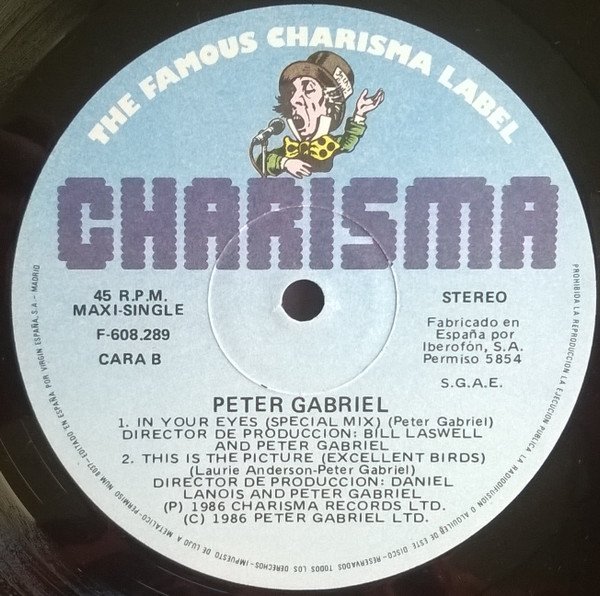 THE FAMOUS CHARISMA LABEL
CHARISMA
45 R.P.M.
MAXI-SINGLE
F-608.289
CARA B
STEREO
Fabricado en
España por
Iberofón, S.A.
Permiso 5854
S.G.A.E.
PETER GABRIEL
1. IN YOUR EYES (SPECIAL MIX) (Peter Gabriel)
DIRECTOR DE PRODUCCION: BILL LASWELL
AND PETER GABRIEL
2. THIS IS THE PICTURE (EXCELLENT BIRDS)
(Laurie Anderson-Peter Gabriel)
DIRECTOR DE PRODUCCION: DANIEL
LANOIS AND PETER GABRIEL
(P) 1986 CHARISMA RECORDS LTD.
(C) 1986 PETER GABRIEL LTD.
PROHIBIDA LA REPRODUCCION LA EJECUCION PUBLICA LA RADIODIFUSION O ALQUILER DE ESTE DISCO-RESERVADOS TODOS LOS DERECHOS-IMPUESTO DE LUJO A METALICO-PERMISO NUM 8037-EDITADO EN ESPAÑA POR VIRGIN ESPAÑA, S.A. - MADRID